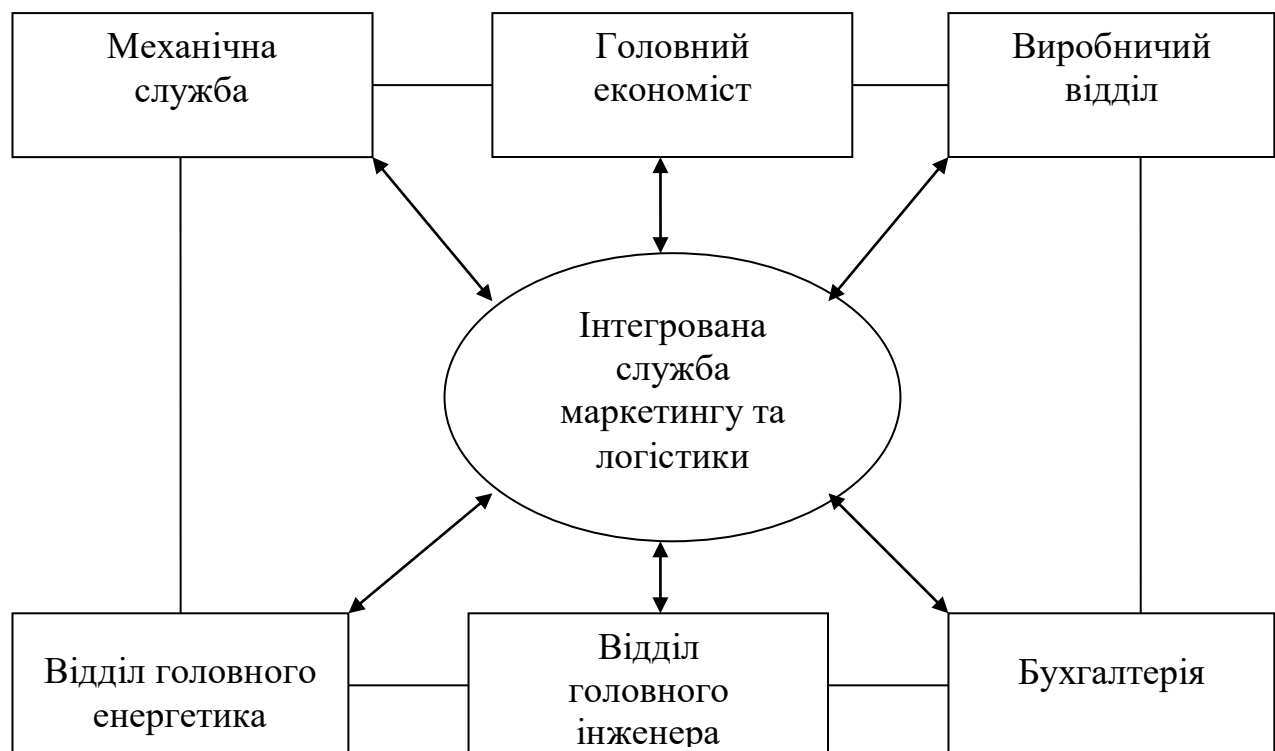 Механічна
служба
Головний
економіст
Виробничий
відділ
Інтегрована
служба
маркетингу та
логістики
Відділ головного
енергетика
Відділ
головного
інженера
Бухгалтерія